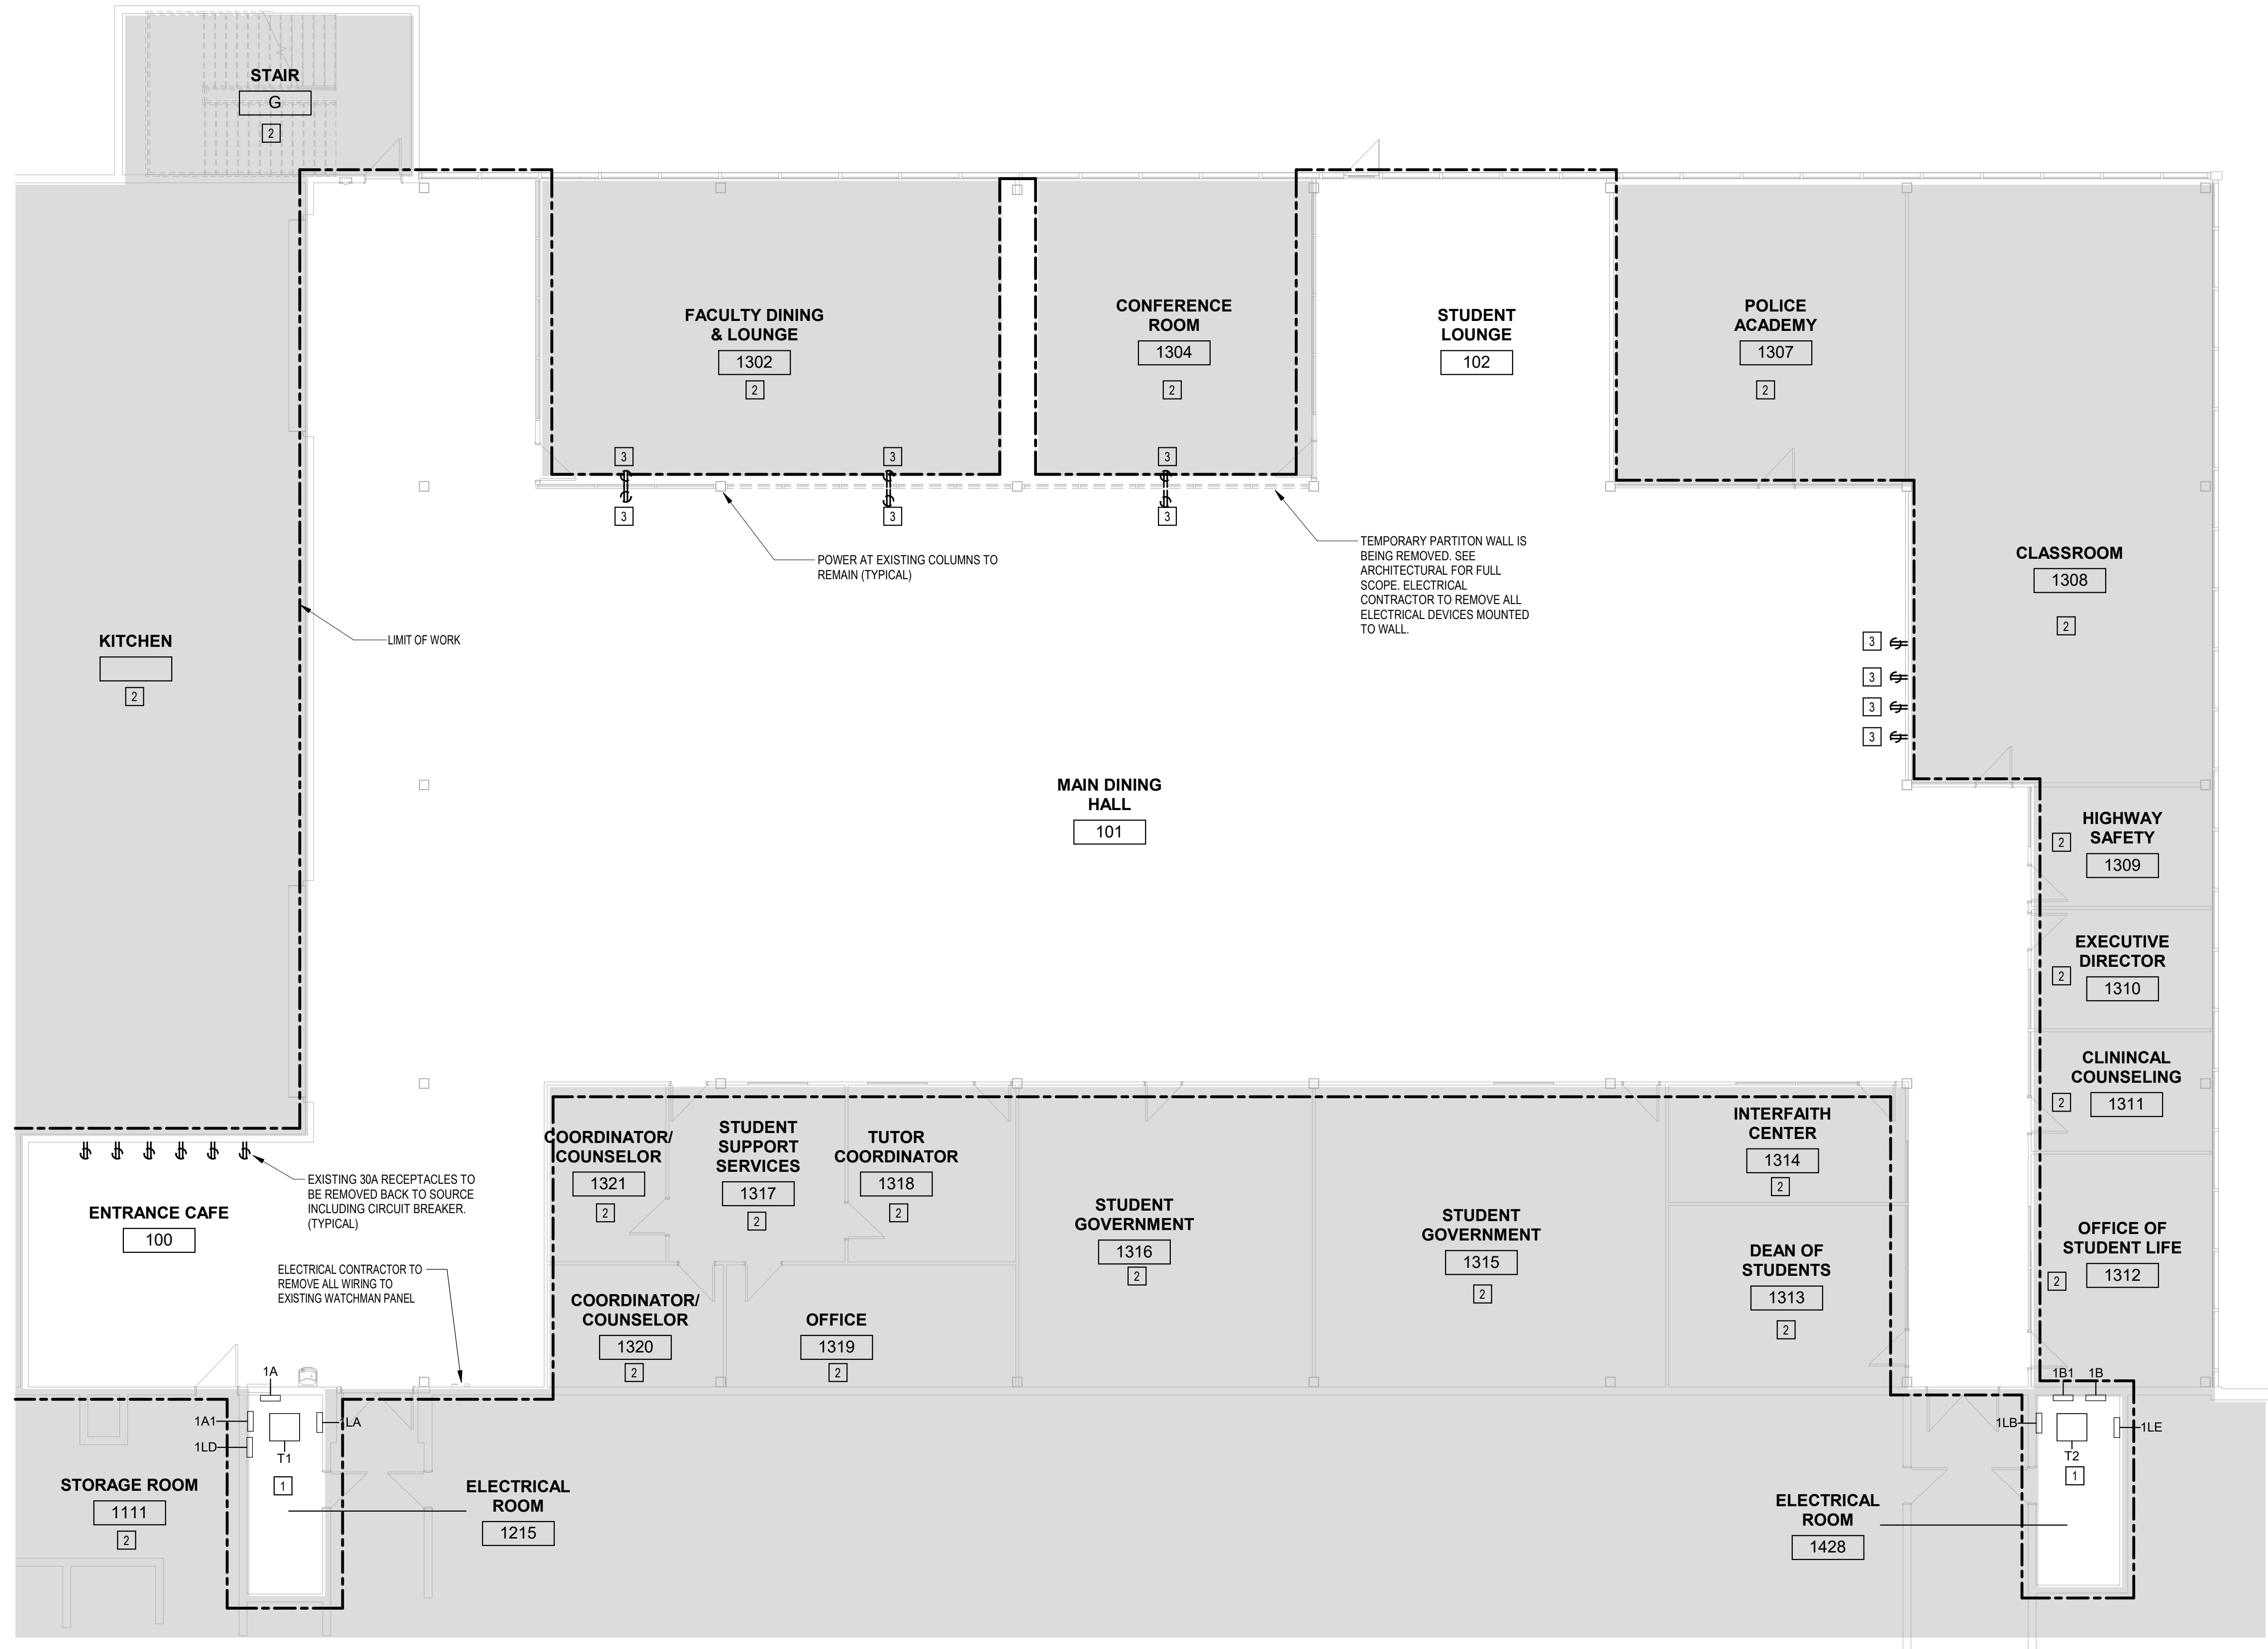 STAIR
G
2
FACULTY DINING
& LOUNGE
1302
2
CONFERENCE
ROOM
1304
2
STUDENT
LOUNGE
102
POLICE
ACADEMY
1307
2
3
3
3
3
3
3
POWER AT EXISTING COLUMNS TO
REMAIN (TYPICAL)
TEMPORARY PARTITON WALL IS
BEING REMOVED. SEE
ARCHITECTURAL FOR FULL
SCOPE. ELECTRICAL
CONTRACTOR TO REMOVE ALL
ELECTRICAL DEVICES MOUNTED
TO WALL.
CLASSROOM
1308
2
KITCHEN
2
LIMIT OF WORK
3
3
3
3
MAIN DINING
HALL
101
HIGHWAY
SAFETY
1309
2
EXECUTIVE
DIRECTOR
1310
2
CLININCAL
COUNSELING
1311
2
OFFICE OF
STUDENT LIFE
1312
2
EXISTING 30A RECEPTACLES TO
BE REMOVED BACK TO SOURCE
INCLUDING CIRCUIT BREAKER.
(TYPICAL)
ENTRANCE CAFE
100
ELECTRICAL CONTRACTOR TO
REMOVE ALL WIRING TO
EXISTING WATCHMAN PANEL
COORDINATOR/
COUNSELOR
1321
2
STUDENT
SUPPORT
SERVICES
1317
2
TUTOR
COORDINATOR
1318
2
COORDINATOR/
COUNSELOR
1320
2
OFFICE
1319
2
STUDENT
GOVERNMENT
1316
2
STUDENT
GOVERNMENT
1315
2
INTERFAITH
CENTER
1314
2
DEAN OF
STUDENTS
1313
2
1A
1A1
1LA
1LD
T1
1
STORAGE ROOM
1111
2
ELECTRICAL
ROOM
1215
1B1
1B
1LB
1LE
T2
1
ELECTRICAL
ROOM
1428